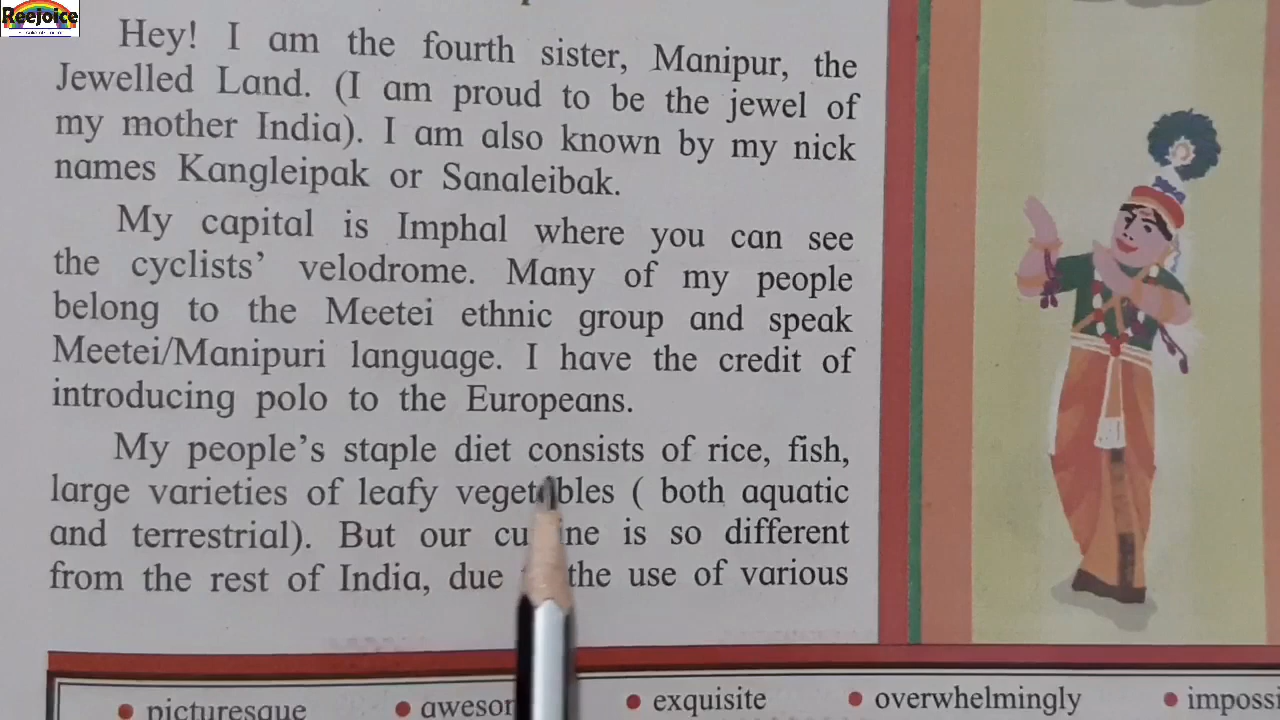 Reejoice
Hey! I am the fourth sister, Manipur, the
Jewelled Land. (I am proud to be the jewel of
my mother India). I am also known by my nick
names Kangleipak or Sanaleibak.
My capital is Imphal where you can see
the cyclists' velodrome. Many of my people
belong to the Meetei ethnic group and speak
Meetei/Manipuri language. I have the credit of
introducing polo to the Europeans.
My people's staple diet consists of rice, fish,
large varieties of leafy vegetables ( both aquatic
and terrestrial). But our cuisine is so different
from the rest of India, due the use of various
• picturesque • awesom • exquisite • overwhelmingly • impossi